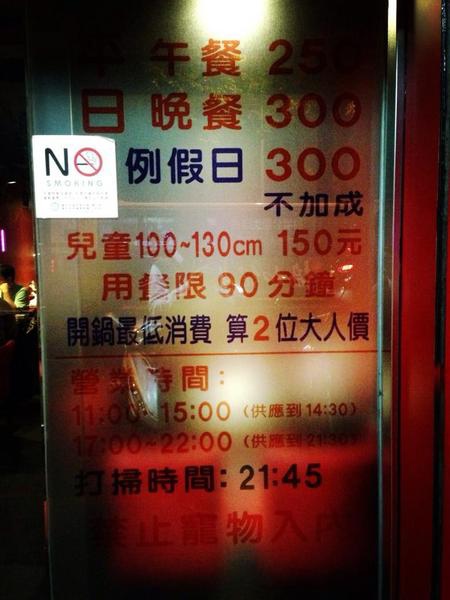 平 午餐 250
日 晚餐 300
NO
SMOKING
例假日 300
不加成
兒童100~130cm 150元
用餐限 90 分鐘
開鍋最低消費 算2位大人價
營業時間:
11:00~15:00 (供應到14:30)
17:00~22:00 (供應到21:30)
打掃時間: 21:45
禁止寵物入內